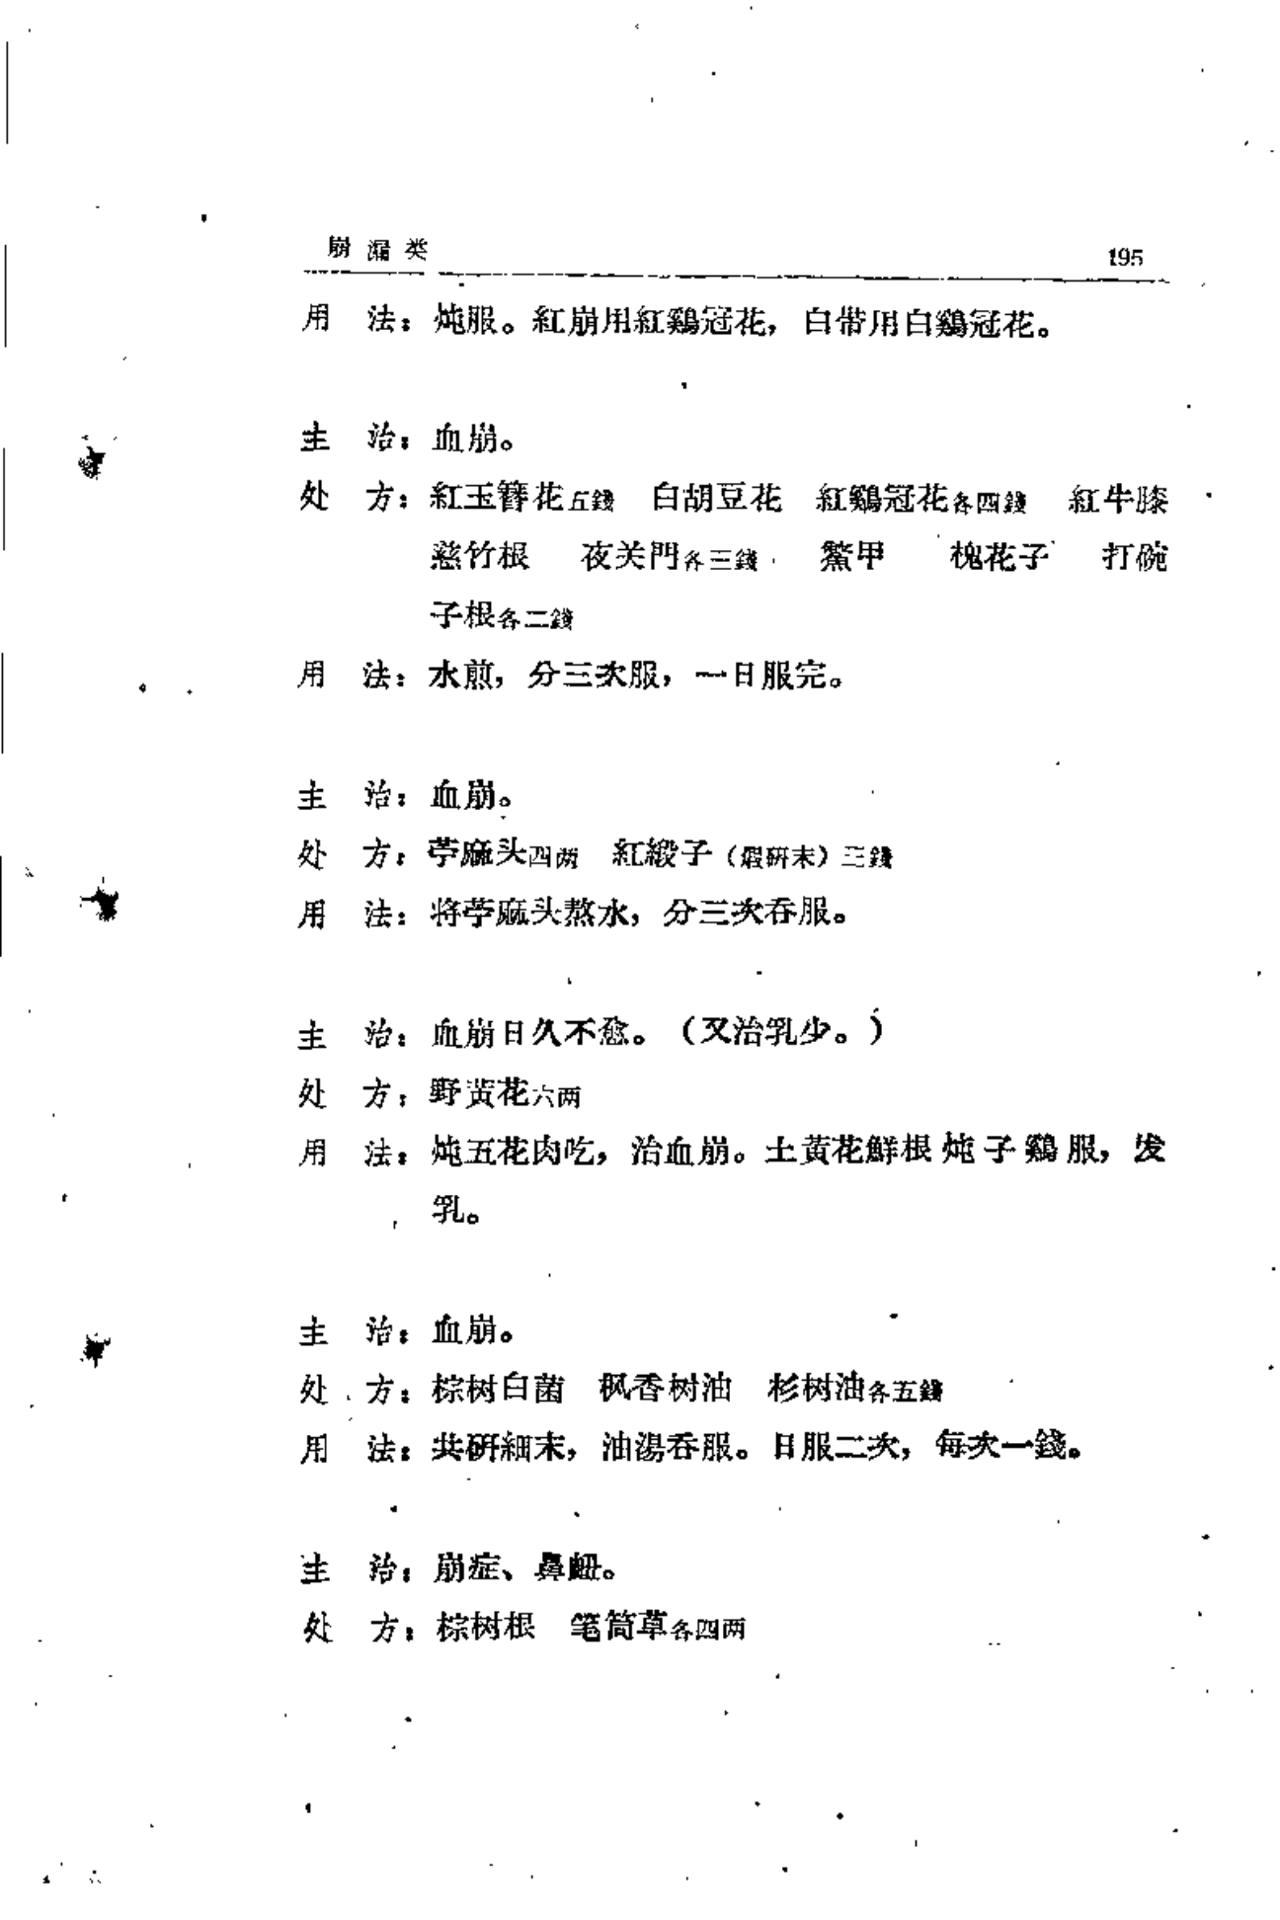 崩漏类 195
用 法：炖服。紅崩用紅鷄冠花，白带用白鷄冠花。
主 治：血崩。
处 方：紅玉簪花五錢 白胡豆花 紅鷄冠花各四錢 紅牛膝
慈竹根 夜关門各三錢 鱉甲 槐花子 打碗
子根各二錢
用 法：水煎，分三次服，一日服完。
主 治：血崩。
处 方：苧麻头四两 紅緞子（煅研末）三錢
用 法：将苧麻头熬水，分三次吞服。
主 治：血崩日久不愈。（又治乳少。）
处 方：野黄花六两
用 法：炖五花肉吃，治血崩。土黄花鮮根炖子鷄服，发
乳。
主 治：血崩。
处 方：棕树白菌 枫香树油 杉树油各五錢
用 法：共研細末，油湯吞服。日服二次，每次一錢。
主 治：崩症、鼻衄。
处 方：棕树根 笔筒草各四两